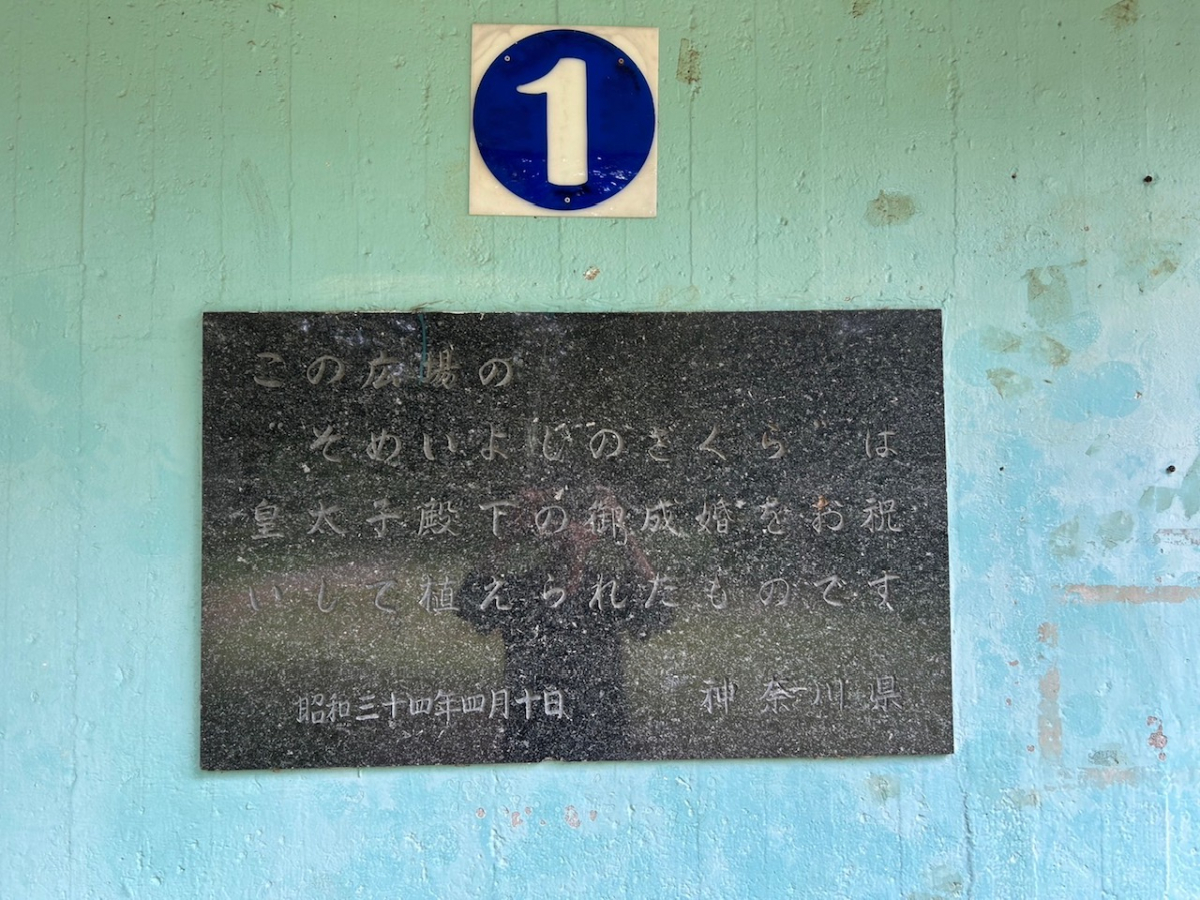 1
この広場の
"そめいよしのざくら"は
皇太子殿下の御成婚をお祝
いして植えられたものです
昭和三十四年四月十日 神奈川県